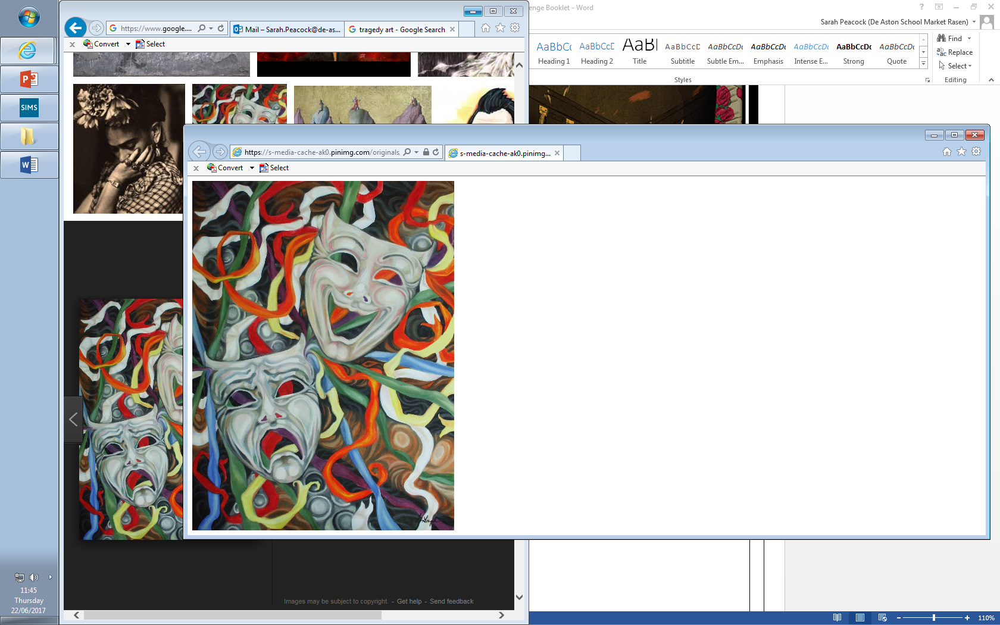 enge Booklet - Word
Sarah Peacock (De Aston School Market Rasen)
https://www.google....
Mail – Sarah.Peacock@de-as...
tragedy art - Google Search
x Convert Select
AaBbCc AaBbCcD AaBl AaBbCcD AaBbCcDc AaBbCcDc AaBbCcDc AaBbCcDc AaBbCcDc
Heading 1 Heading 2 Title Subtitle Subtle Em... Emphasis Intense E... Strong Quote
Styles
Find
Replace
Select
Editing
SIMS
https://s-media-cache-ak0.pinimg.com/originals
s-media-cache-ak0.pinimg...
x Convert Select
Images may be subject to copyright. - Get help - Send feedback
11:45
Thursday
22/06/2017
110%